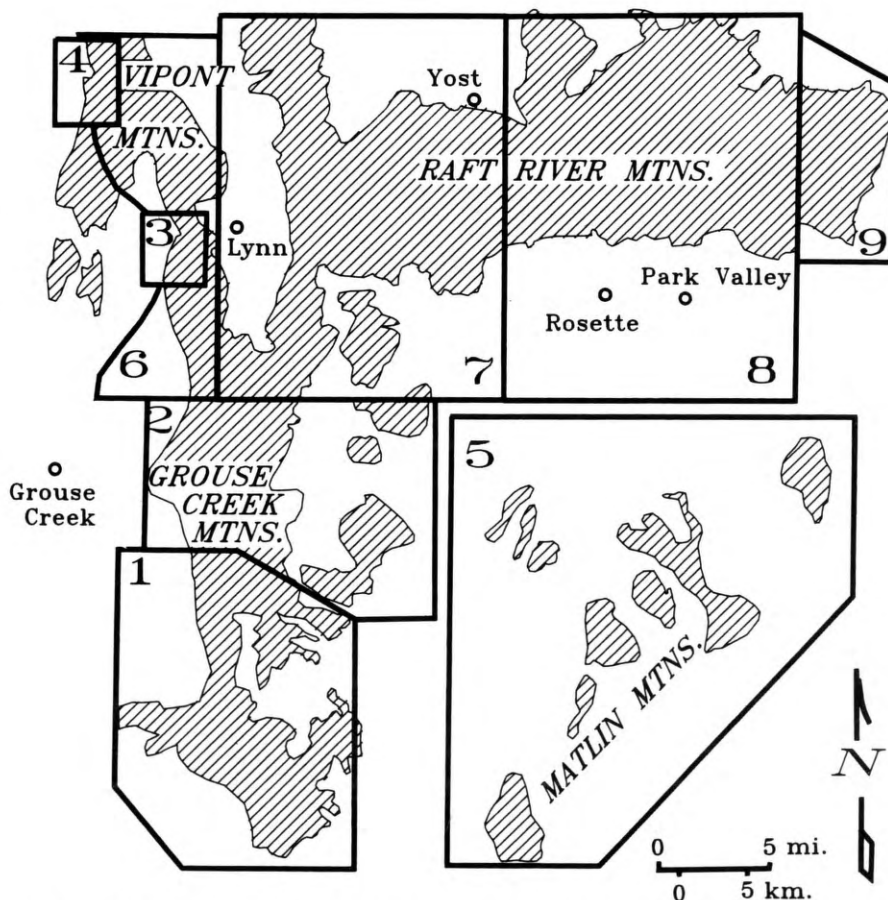 4
VIPONT
MTNS.
Yost
RAFT RIVER MTNS.
3
Lynn
9
Park Valley
Rosette
6
7
8
2
5
GROUSE
CREEK
MTNS.
Grouse
Creek
1
MATLIN MTNS.
N
0 5 mi.
0 5 km.